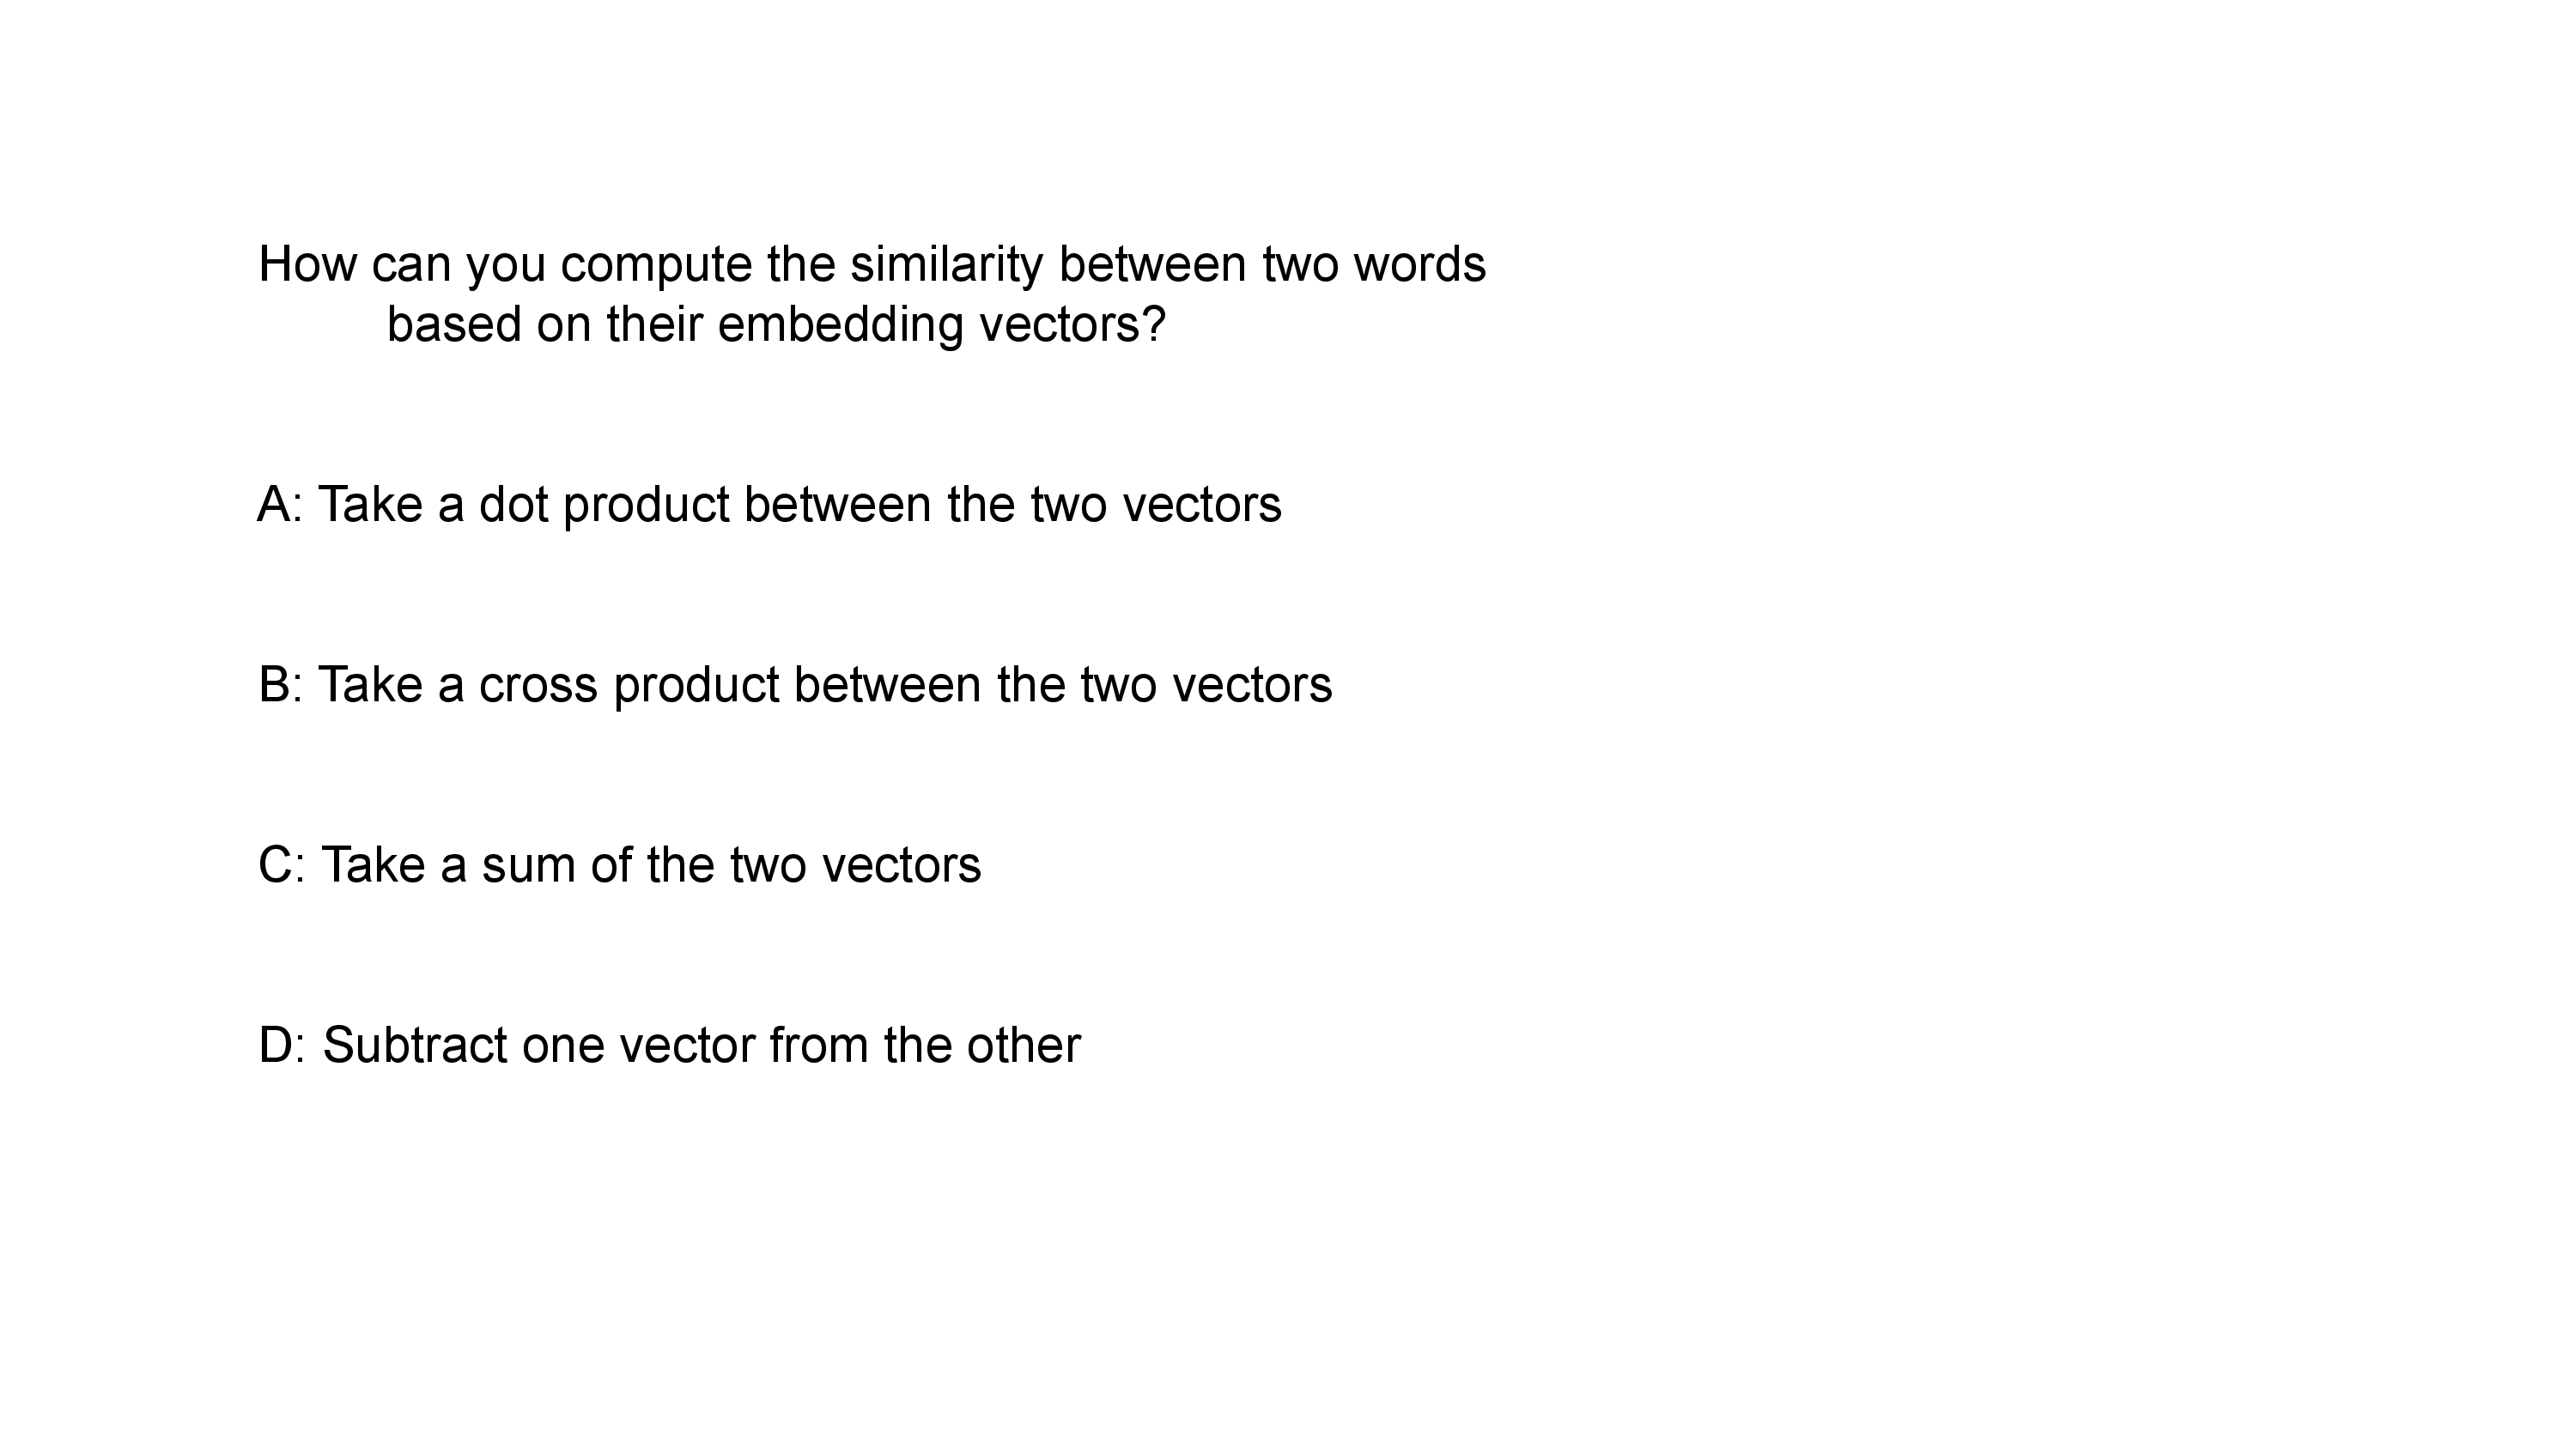 How can you compute the similarity between two words
based on their embedding vectors?
A: Take a dot product between the two vectors
B: Take a cross product between the two vectors
C: Take a sum of the two vectors
D: Subtract one vector from the other